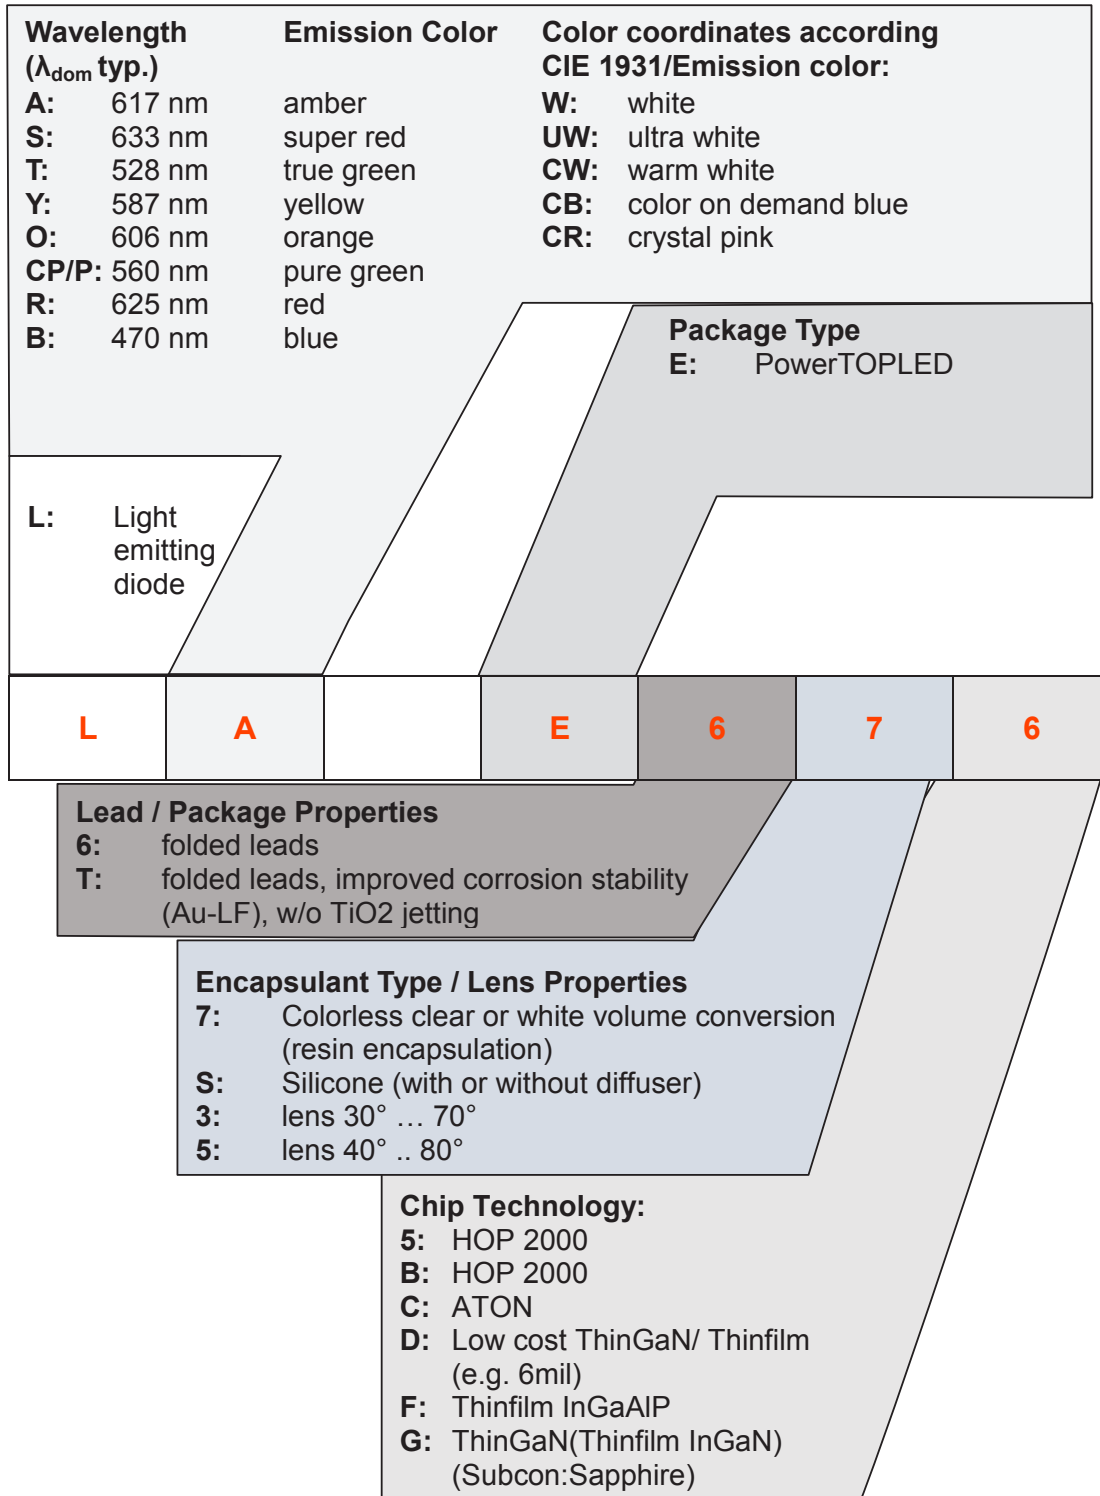 Wavelength Emission Color
(λdom typ.)
A: 617 nm amber
S: 633 nm super red
T: 528 nm true green
Y: 587 nm yellow
O: 606 nm orange
CP/P: 560 nm pure green
R: 625 nm red
B: 470 nm blue
Color coordinates according
CIE 1931/Emission color:
W: white
UW: ultra white
CW: warm white
CB: color on demand blue
CR: crystal pink
Package Type
E: PowerTOPLED
L: Light
emitting
diode
L A E 6 7 6
Lead / Package Properties
6: folded leads
T: folded leads, improved corrosion stability
(Au-LF), w/o TiO2 jetting
Encapsulant Type / Lens Properties
7: Colorless clear or white volume conversion
(resin encapsulation)
S: Silicone (with or without diffuser)
3: lens 30° … 70°
5: lens 40° .. 80°
Chip Technology:
5: HOP 2000
B: HOP 2000
C: ATON
D: Low cost ThinGaN/ Thinfilm
(e.g. 6mil)
F: Thinfilm InGaAlP
G: ThinGaN(Thinfilm InGaN)
(Subcon:Sapphire)